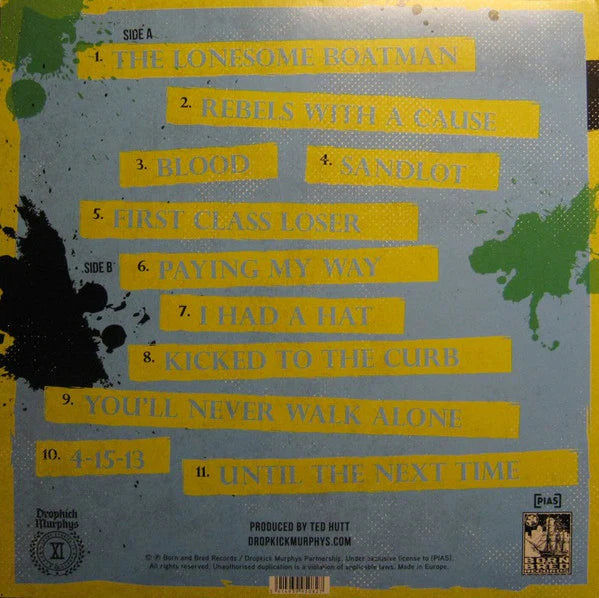 SIDE A
1. THE LONESOME BOATMAN
2. REBELS WITH A CAUSE
3. BLOOD 4. SANDLOT
5. FIRST CLASS LOSER
SIDE B 6. PAYING MY WAY
7. I HAD A HAT
8. KICKED TO THE CURB
9. YOU'LL NEVER WALK ALONE
10. 4-15-13
11. UNTIL THE NEXT TIME
Dropkick
Murphys
XI
PRODUCED BY TED HUTT
DROPKICKMURPHYS.COM
[PIAS]
BORN
BRED
© ℗ Born and Bred Records / Dropkick Murphys Partnership. Under exclusive license to [PIAS].
All rights reserved. Unauthorised duplication is a violation of applicable laws. Made in Europe.